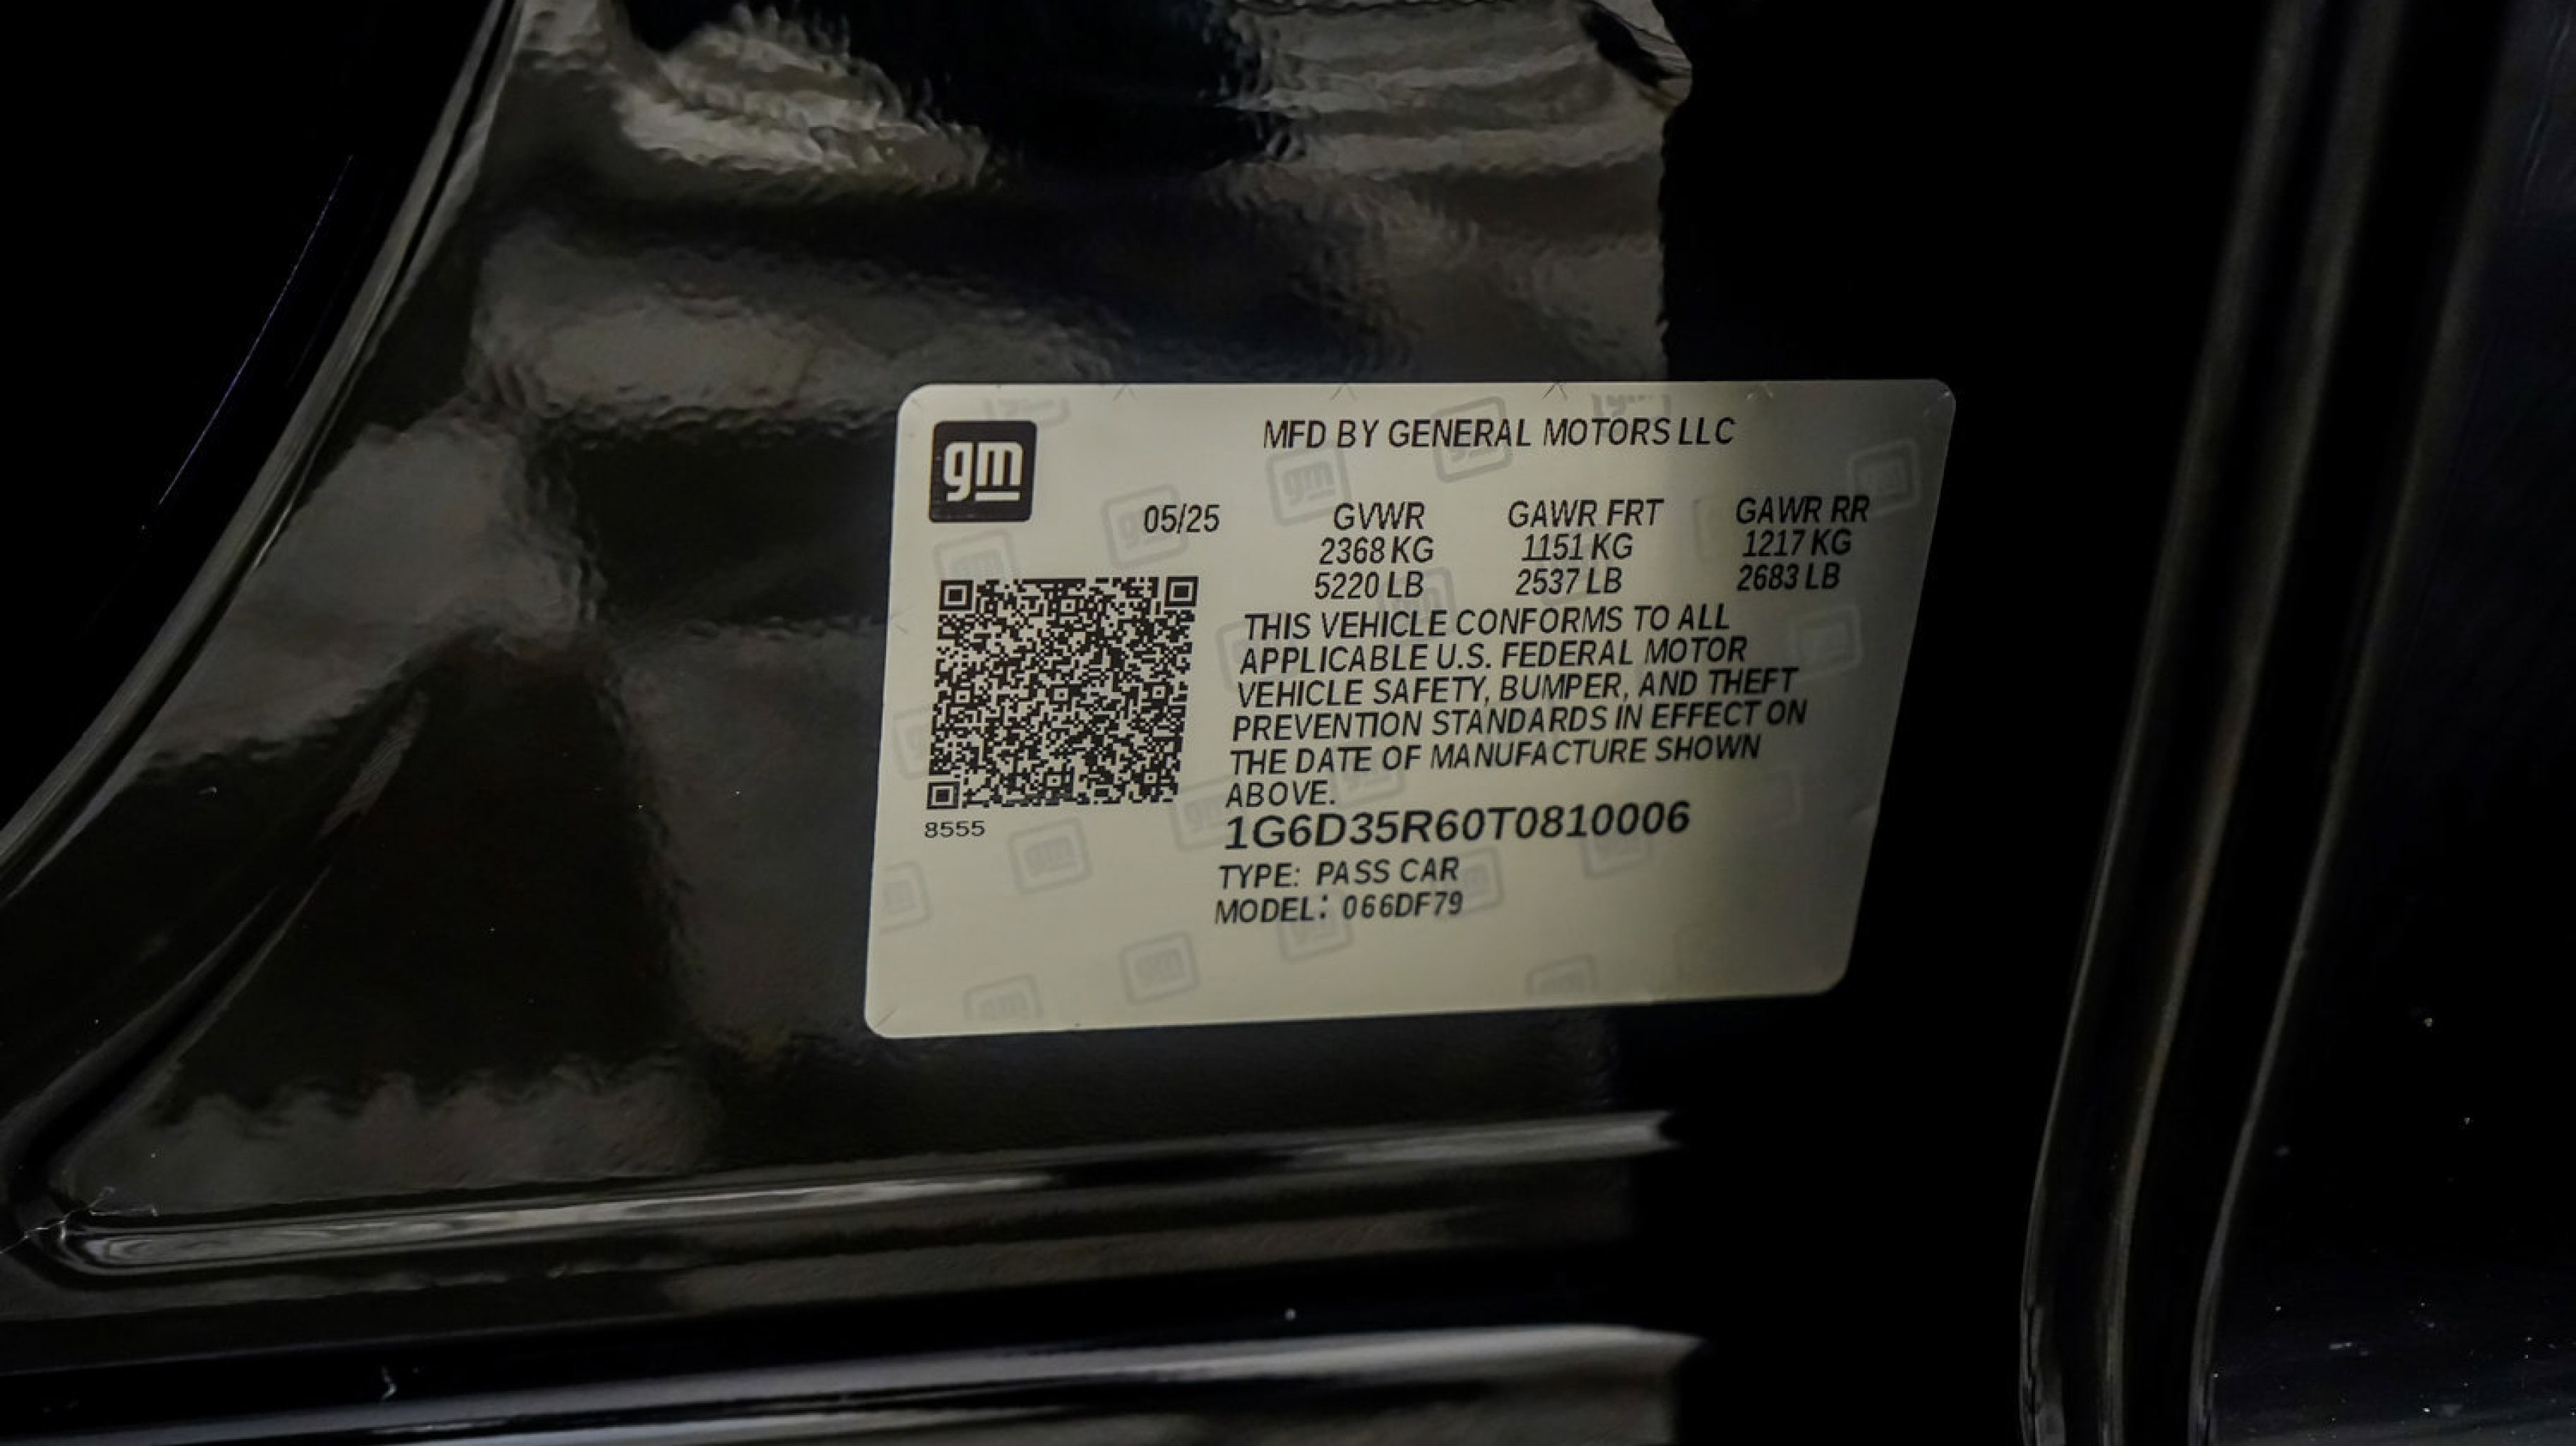 gm
MFD BY GENERAL MOTORS LLC
05/25 GVWR GAWR FRT GAWR RR
2368 KG 1151 KG 1217 KG
5220 LB 2537 LB 2683 LB
THIS VEHICLE CONFORMS TO ALL
APPLICABLE U.S. FEDERAL MOTOR
VEHICLE SAFETY, BUMPER, AND THEFT
PREVENTION STANDARDS IN EFFECT ON
THE DATE OF MANUFACTURE SHOWN
ABOVE.
8555
1G6D35R60T0810006
TYPE: PASS CAR
MODEL: 066DF79